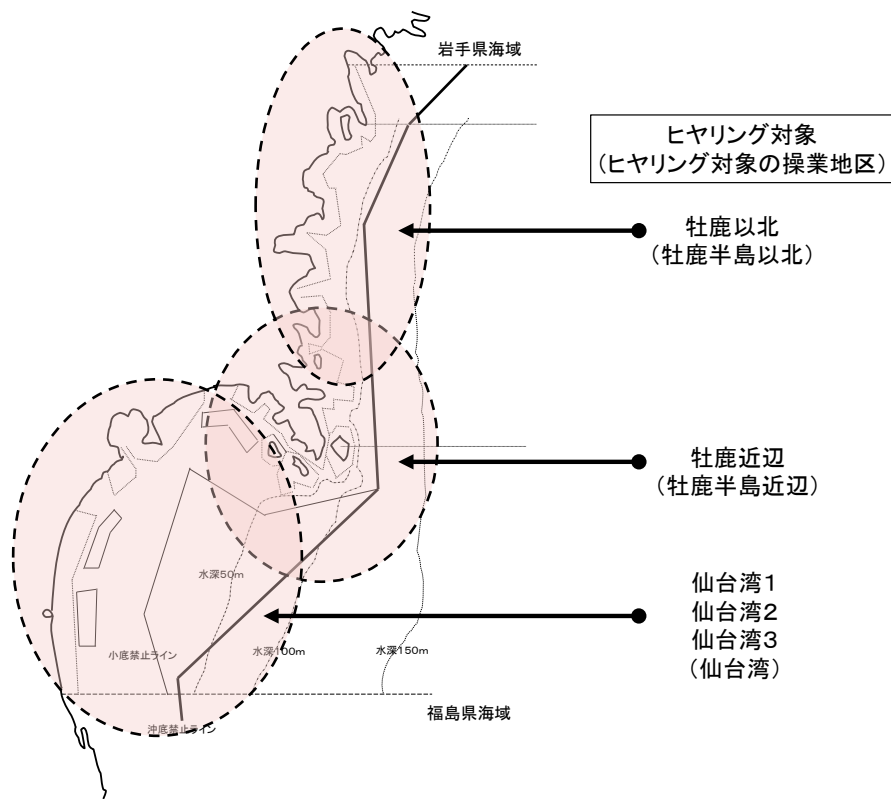 岩手県海域
ヒヤリング対象
（ヒヤリング対象の操業地区）
牡鹿以北
（牡鹿半島以北）
牡鹿近辺
（牡鹿半島近辺）
水深50m
仙台湾1
仙台湾2
仙台湾3
（仙台湾）
小底禁止ライン
水深100m
水深150m
福島県海域
沖底禁止ライン